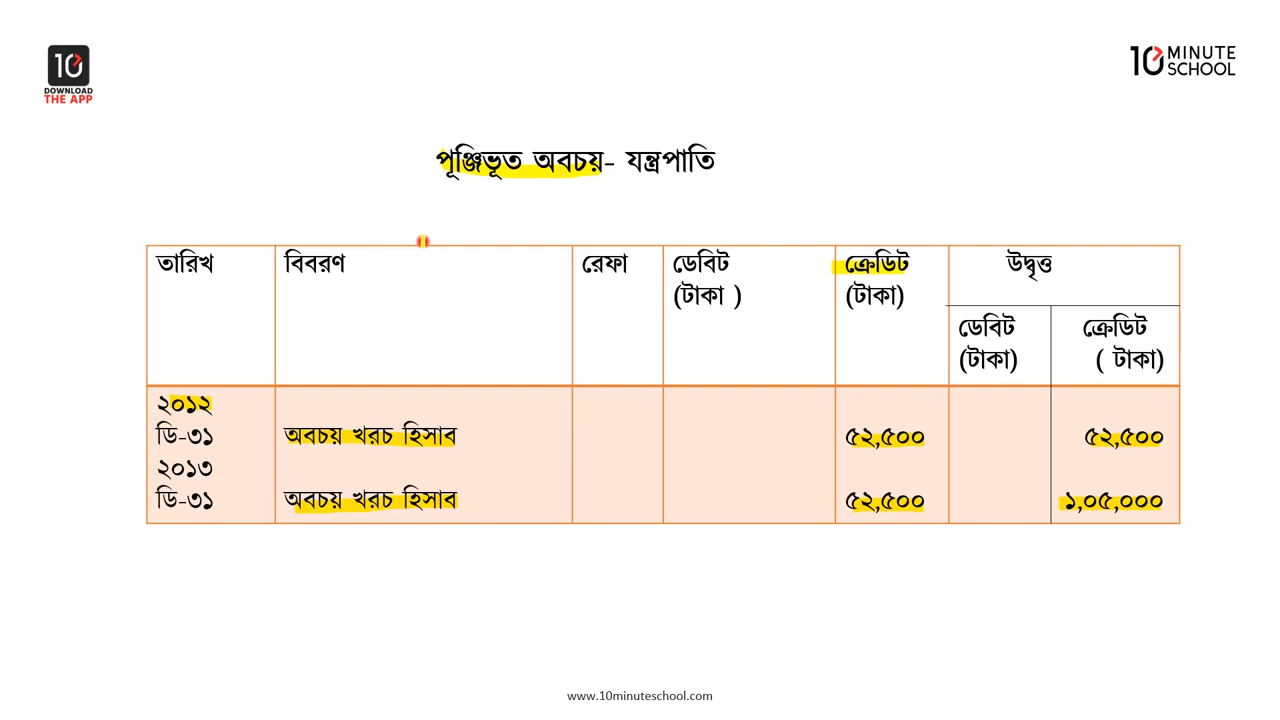 10
DOWNLOAD
THE APP
10 MINUTE
SCHOOL
পূঞ্জিভূত অবচয়- যন্ত্রপাতি
তারিখ বিবরণ রেফা ডেবিট ক্রেডিট উদ্বৃত্ত
(টাকা ) (টাকা)
ডেবিট ক্রেডিট
(টাকা) ( টাকা)
২০১২
ডি-৩১ অবচয় খরচ হিসাব ৫২,৫০০ ৫২,৫০০
২০১৩
ডি-৩১ অবচয় খরচ হিসাব ৫২,৫০০ ১,০৫,০০০
www.10minuteschool.com